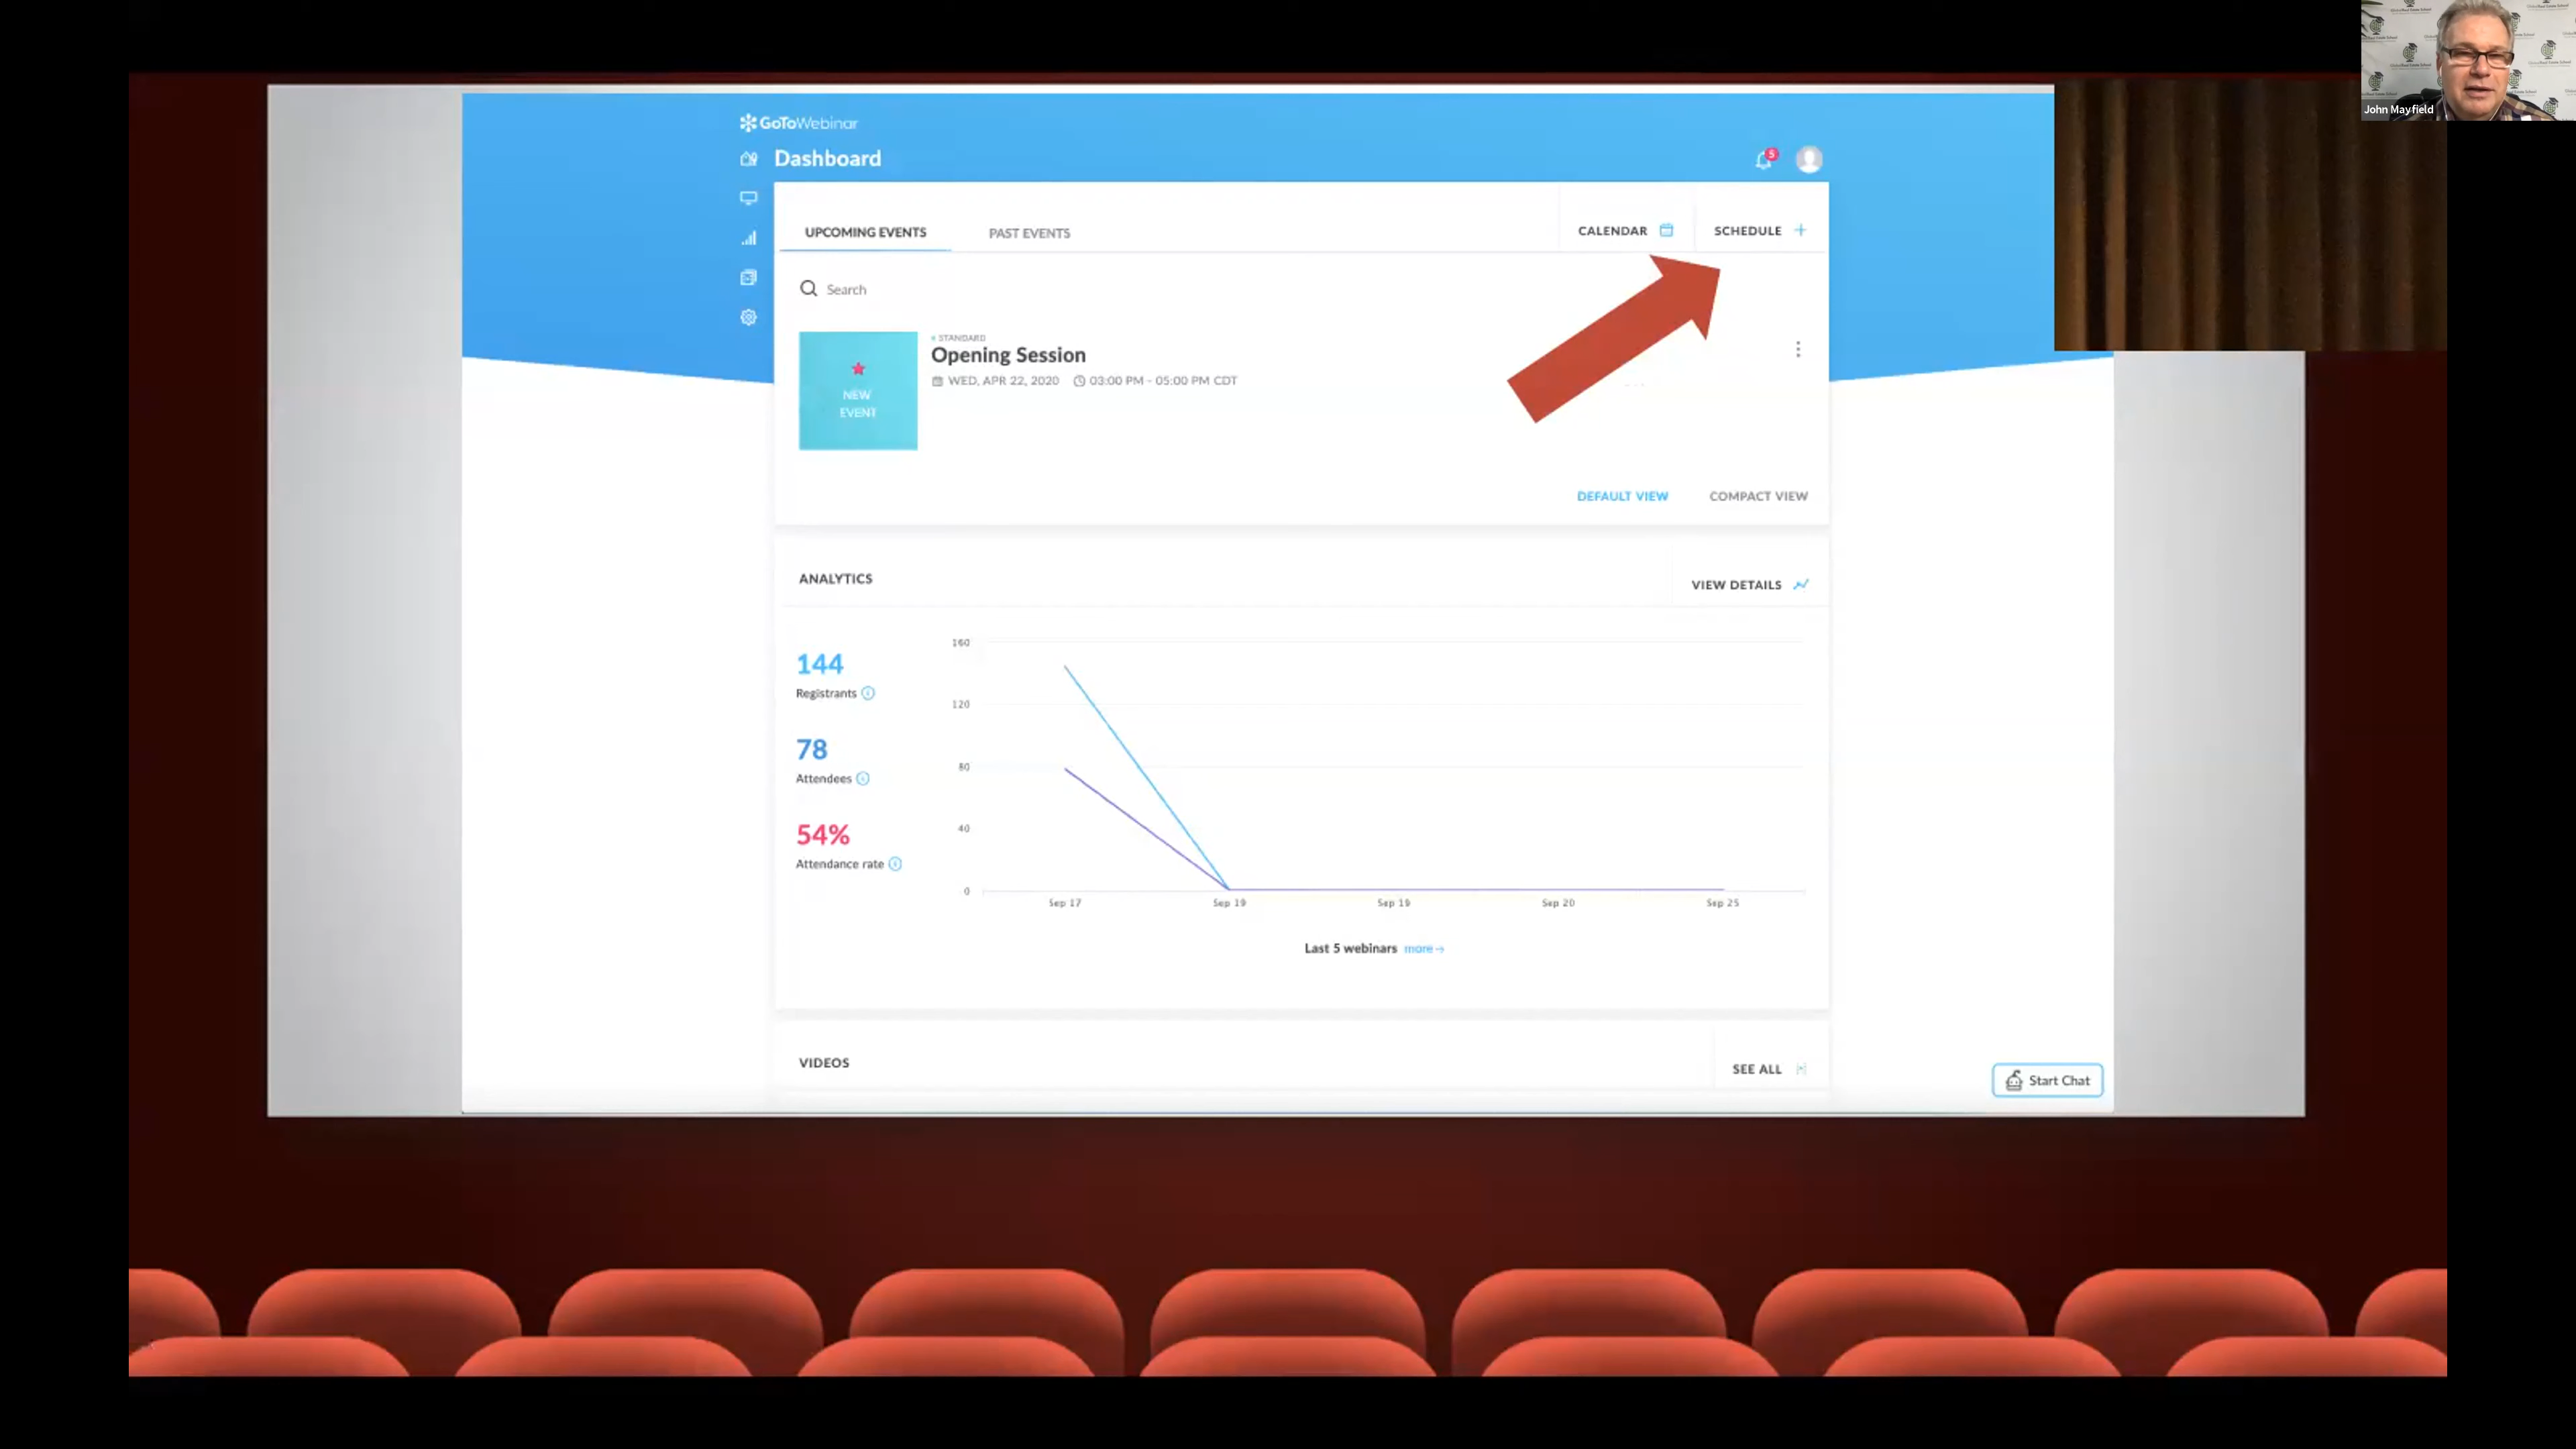 John Mayfield
GoToWebinar
Dashboard
5
UPCOMING EVENTS
PAST EVENTS
CALENDAR
SCHEDULE
Search
NEW
EVENT
STANDARD
Opening Session
WED, APR 22, 2020
03:00 PM - 05:00 PM CDT
DEFAULT VIEW
COMPACT VIEW
ANALYTICS
VIEW DETAILS
144
Registrants
78
Attendees
54%
Attendance rate
160
120
80
40
0
Sep 17
Sep 19
Sep 19
Sep 20
Sep 25
Last 5 webinars more
VIDEOS
SEE ALL
Start Chat